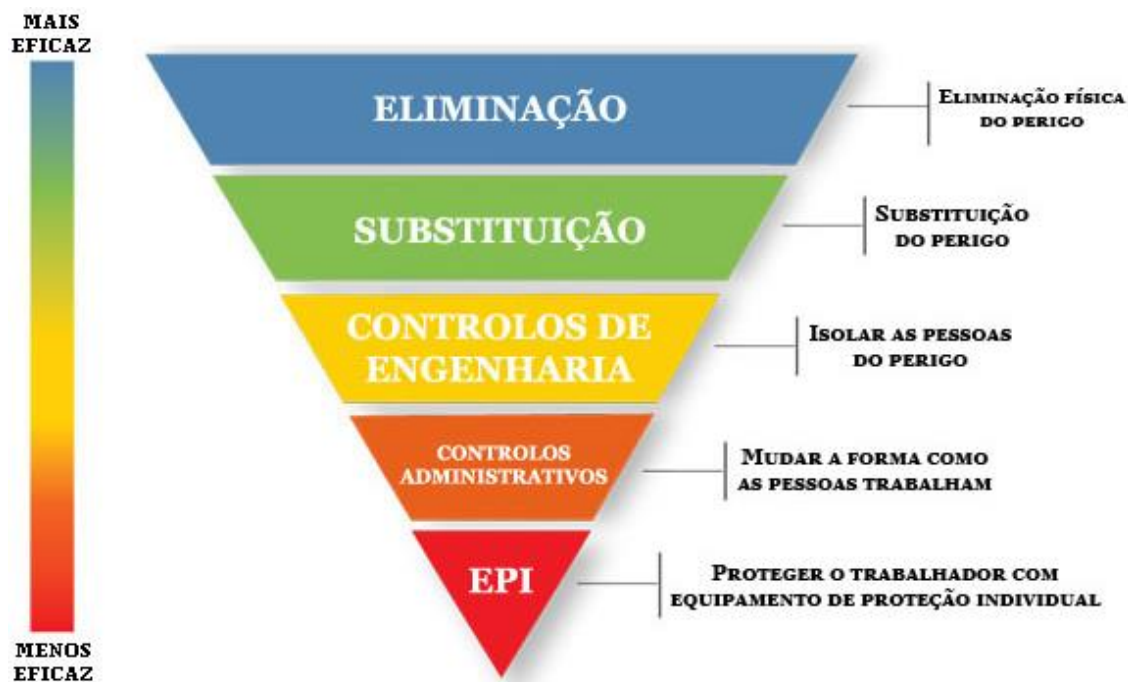 MAIS
EFICAZ
ELIMINAÇÃO
ELIMINAÇÃO FÍSICA
DO PERIGO
SUBSTITUIÇÃO
SUBSTITUIÇÃO
DO PERIGO
CONTROLOS DE
ENGENHARIA
ISOLAR AS PESSOAS
DO PERIGO
CONTROLOS
ADMINISTRATIVOS
MUDAR A FORMA COMO
AS PESSOAS TRABALHAM
EPI
PROTEGER O TRABALHADOR COM
EQUIPAMENTO DE PROTEÇÃO INDIVIDUAL
MENOS
EFICAZ